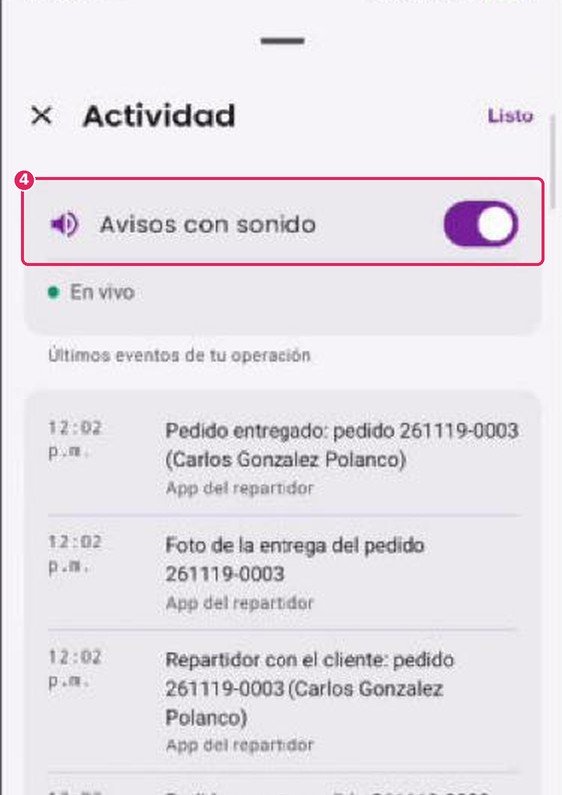 Actividad
Listo
4
Avisos con sonido
En vivo
Últimos eventos de tu operación
12:02
p.m.
Pedido entregado: pedido 261119-0003
(Carlos Gonzalez Polanco)
App del repartidor
12:02
p.m.
Foto de la entrega del pedido
261119-0003
App del repartidor
12:02
p.m.
Repartidor con el cliente: pedido
261119-0003 (Carlos Gonzalez
Polanco)
App del repartidor